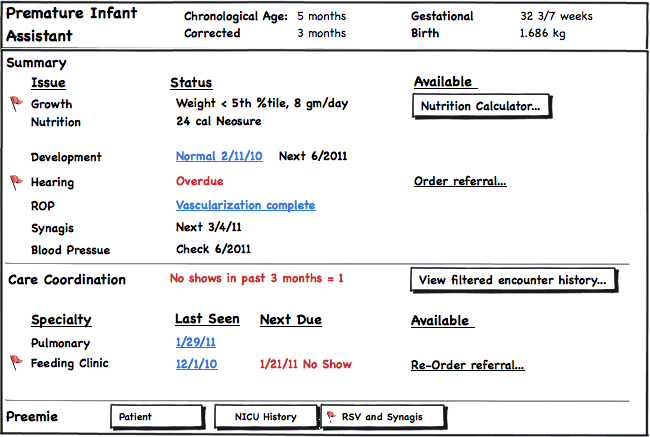 Premature Infant Chronological Age: 5 months Gestational 32 3/7 weeks
Assistant Corrected 3 months Birth 1.686 kg
Summary
Issue Status Available
Growth Weight < 5th %tile, 8 gm/day Nutrition Calculator...
Nutrition 24 cal Neosure
Development Normal 2/11/10 Next 6/2011
Hearing Overdue Order referral...
ROP Vascularization complete
Synagis Next 3/4/11
Blood Pressue Check 6/2011
Care Coordination No shows in past 3 months = 1 View filtered encounter history...
Specialty Last Seen Next Due Available
Pulmonary 1/29/11
Feeding Clinic 12/1/10 1/21/11 No Show Re-Order referral...
Preemie Patient NICU History RSV and Synagis